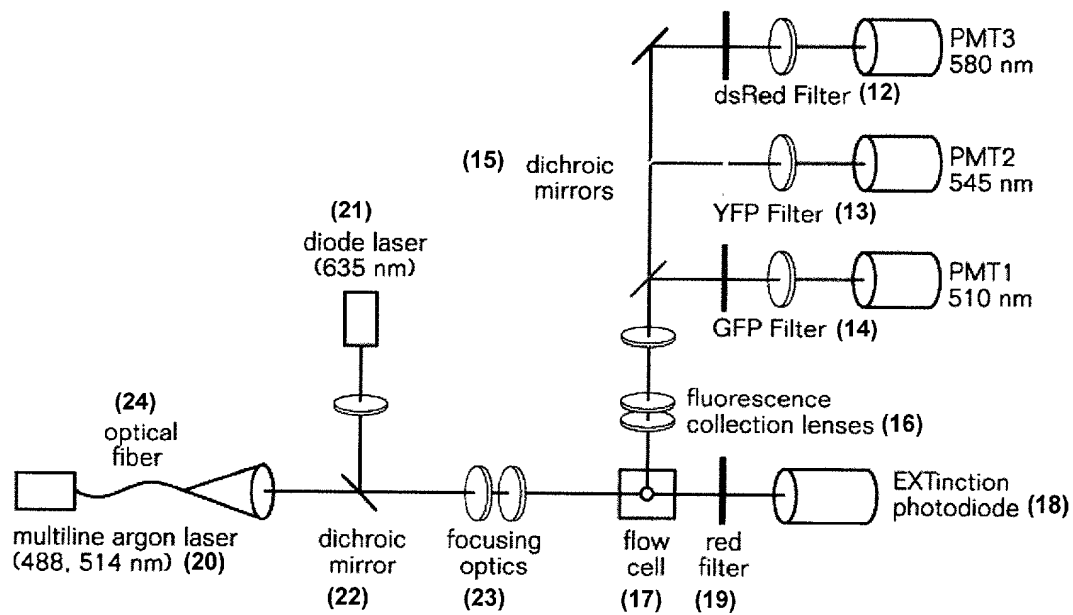 PMT3
580 nm
dsRed Filter (12)
(15) dichroic
mirrors
PMT2
545 nm
YFP Filter (13)
(21)
diode laser
(635 nm)
PMT1
510 nm
GFP Filter (14)
(24)
optical
fiber
fluorescence
collection lenses (16)
EXTinction
photodiode (18)
multiline argon laser
(488, 514 nm) (20)
dichroic
mirror
(22)
focusing
optics
(23)
flow
cell
(17)
red
filter
(19)